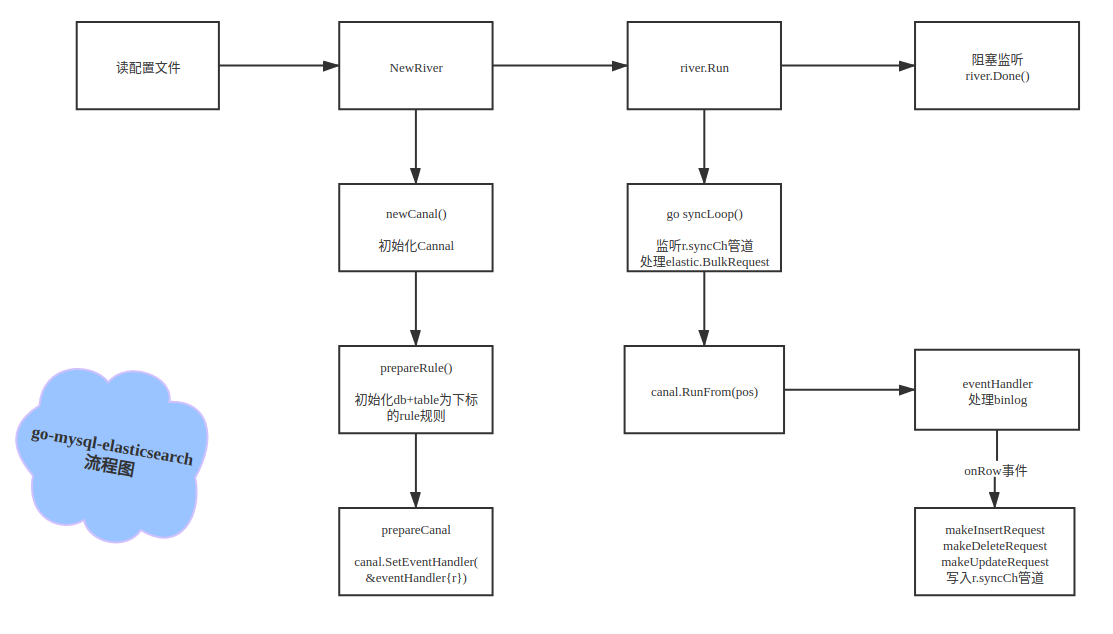 读配置文件
NewRiver
river.Run
阻塞监听
river.Done()
newCanal()
初始化Cannal
go syncLoop()
监听r.syncCh管道
处理elastic.BulkRequest
prepareRule()
初始化db+table为下标
的rule规则
canal.RunFrom(pos)
eventHandler
处理binlog
go-mysql-elasticsearch
流程图
onRow事件
prepareCanal
canal.SetEventHandler(
&eventHandler{r})
makeInsertRequest
makeDeleteRequest
makeUpdateRequest
写入r.syncCh管道